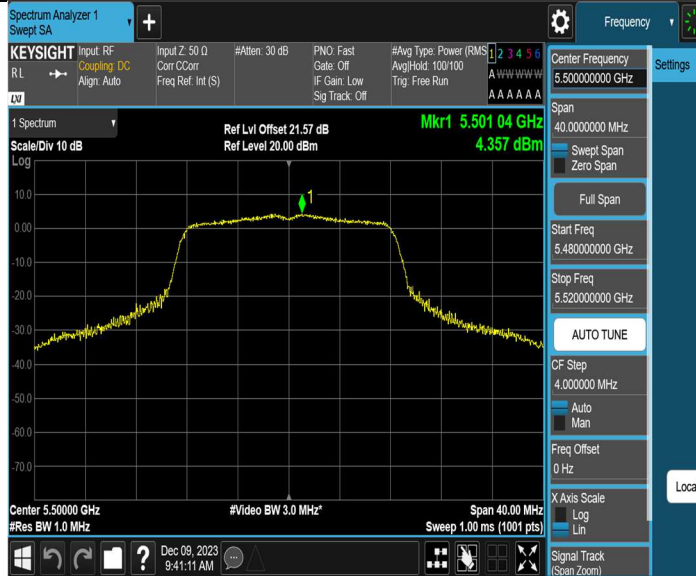 Spectrum Analyzer 1
Swept SA
Frequency
KEYSIGHT
RL
LXI
Input: RF
Coupling: DC
Align: Auto
Input Z: 50 Ω
Corr CCorr
Freq Ref: Int (S)
#Atten: 30 dB
PNO: Fast
Gate: Off
IF Gain: Low
Sig Track: Off
#Avg Type: Power (RMS
Avg|Hold: 100/100
Trig: Free Run
1 2 3 4 5 6
A W W W W W
A A A A A A
1 Spectrum
Scale/Div 10 dB
Log
Ref Lvl Offset 21.57 dB
Ref Level 20.00 dBm
Mkr1 5.501 04 GHz
4.357 dBm
1
10.0
0.00
-10.0
-20.0
-30.0
-40.0
-50.0
-60.0
-70.0
Center 5.50000 GHz
#Res BW 1.0 MHz
#Video BW 3.0 MHz*
Span 40.00 MHz
Sweep 1.00 ms (1001 pts)
?
Dec 09, 2023
9:41:11 AM
Center Frequency
5.500000000 GHz
Span
40.0000000 MHz
Swept Span
Zero Span
Full Span
Start Freq
5.480000000 GHz
Stop Freq
5.520000000 GHz
AUTO TUNE
CF Step
4.000000 MHz
Auto
Man
Freq Offset
0 Hz
X Axis Scale
Log
Lin
Signal Track
(Span Zoom)
Settings
Loca